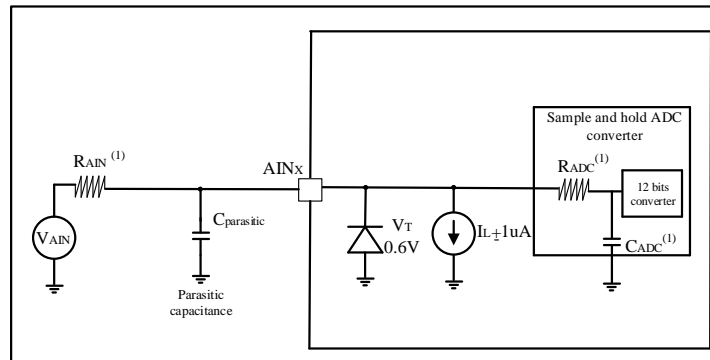 Sample and hold ADC
converter
RAIN (1)
AINX
RADC(1)
12 bits
converter
VAIN
Cparasitic
VT
0.6V
IL±1uA
CADC(1)
Parasitic
capacitance